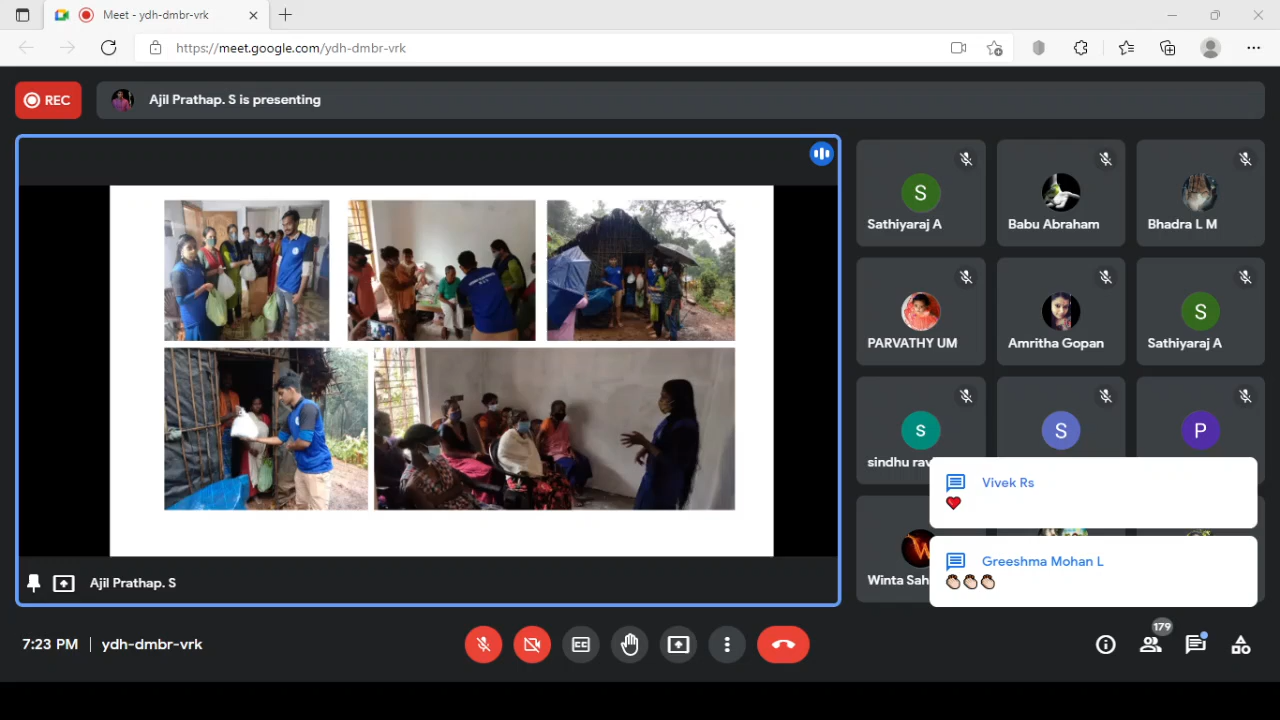 Meet - ydh-dmbr-vrk
https://meet.google.com/ydh-dmbr-vrk
REC
Ajil Prathap. S is presenting
S
Sathiyaraj A
Babu Abraham
Bhadra L M
PARVATHY UM
Amritha Gopan
S
Sathiyaraj A
s
sindhu rav
S
P
Vivek Rs
❤️
W
Winta Sah
Greeshma Mohan L
👏🏻👏🏻👏🏻
Ajil Prathap. S
7:23 PM | ydh-dmbr-vrk
CC
179